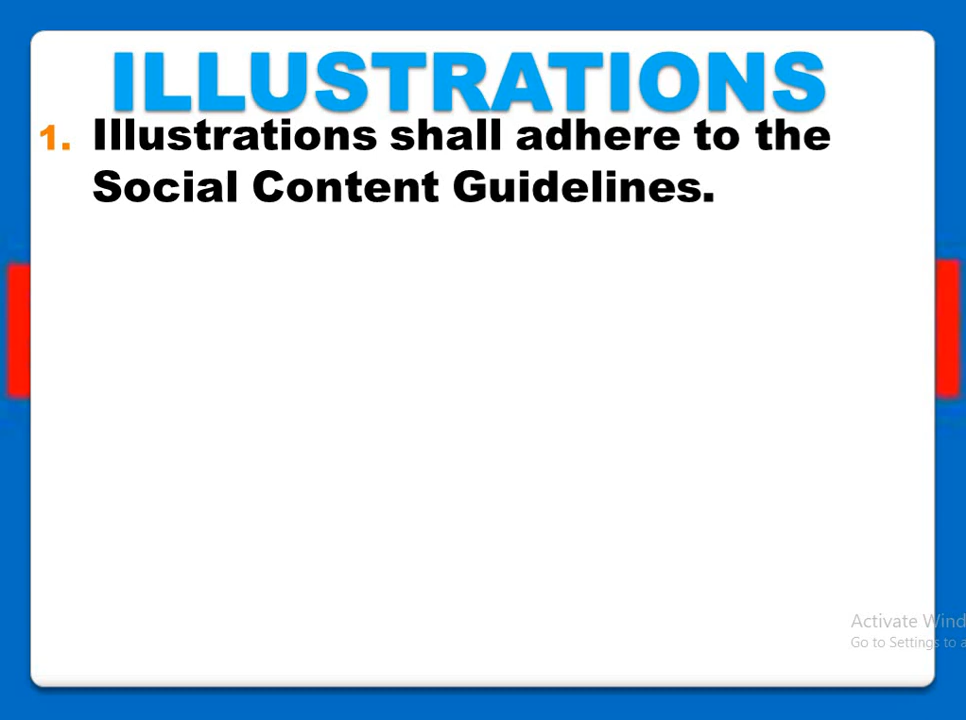 ILLUSTRATIONS
1. Illustrations shall adhere to the
Social Content Guidelines.
Activate Wind
Go to Settings to a